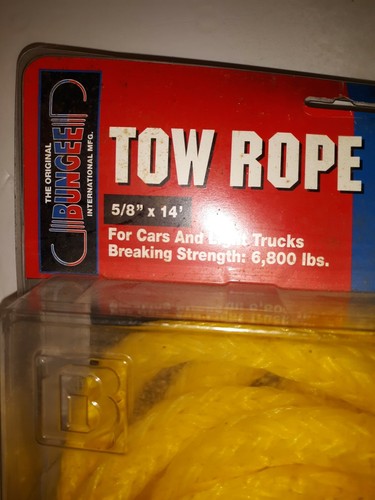 THE ORIGINAL
BUNGEE
INTERNATIONAL MFG.
TOW ROPE
5/8" x 14'
For Cars And Light Trucks
Breaking Strength: 6,800 lbs.
B